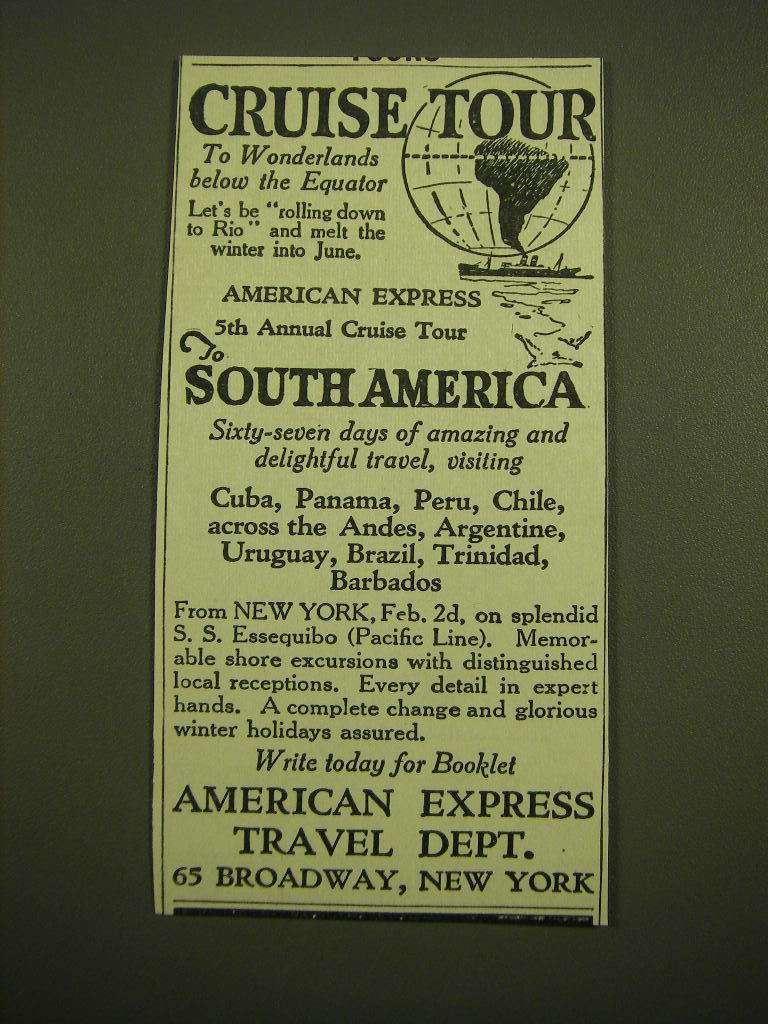 CRUISE TOUR
To Wonderlands
below the Equator
Let's be "rolling down
to Rio" and melt the
winter into June.
AMERICAN EXPRESS
5th Annual Cruise Tour
To
SOUTH AMERICA
Sixty-seven days of amazing and
delightful travel, visiting
Cuba, Panama, Peru, Chile,
across the Andes, Argentine,
Uruguay, Brazil, Trinidad,
Barbados
From NEW YORK, Feb. 2d, on splendid
S. S. Essequibo (Pacific Line). Memor-
able shore excursions with distinguished
local receptions. Every detail in expert
hands. A complete change and glorious
winter holidays assured.
Write today for Booklet
AMERICAN EXPRESS
TRAVEL DEPT.
65 BROADWAY, NEW YORK